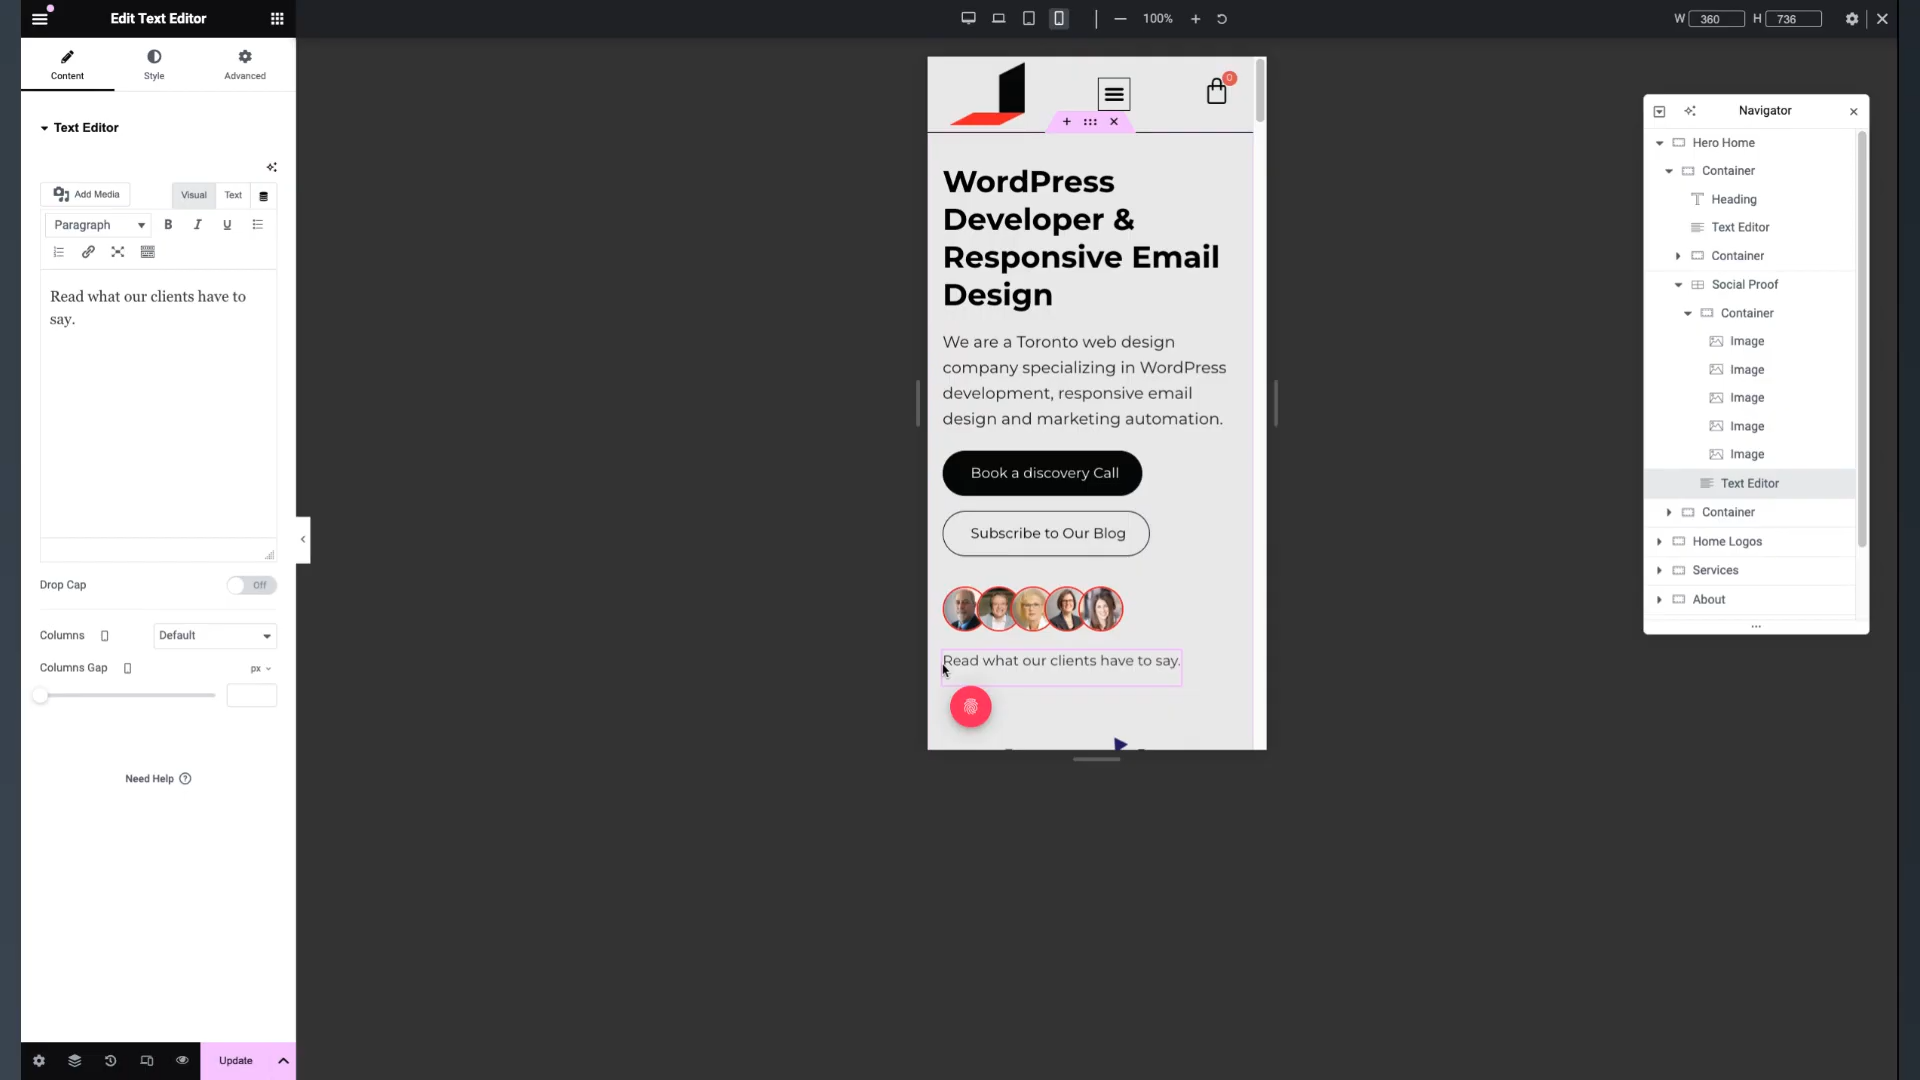 Edit Text Editor
100%
W 360 H 736
Content
Style
Advanced
Text Editor
Add Media
Visual
Text
Paragraph
B I U
Read what our clients have to
say.
Drop Cap
Off
Columns
Default
Columns Gap
px
Need Help
Update
0
WordPress
Developer &
Responsive Email
Design
We are a Toronto web design
company specializing in WordPress
development, responsive email
design and marketing automation.
Book a discovery Call
Subscribe to Our Blog
Read what our clients have to say.
Navigator
Hero Home
Container
Heading
Text Editor
Container
Social Proof
Container
Image
Image
Image
Image
Image
Text Editor
Container
Home Logos
Services
About